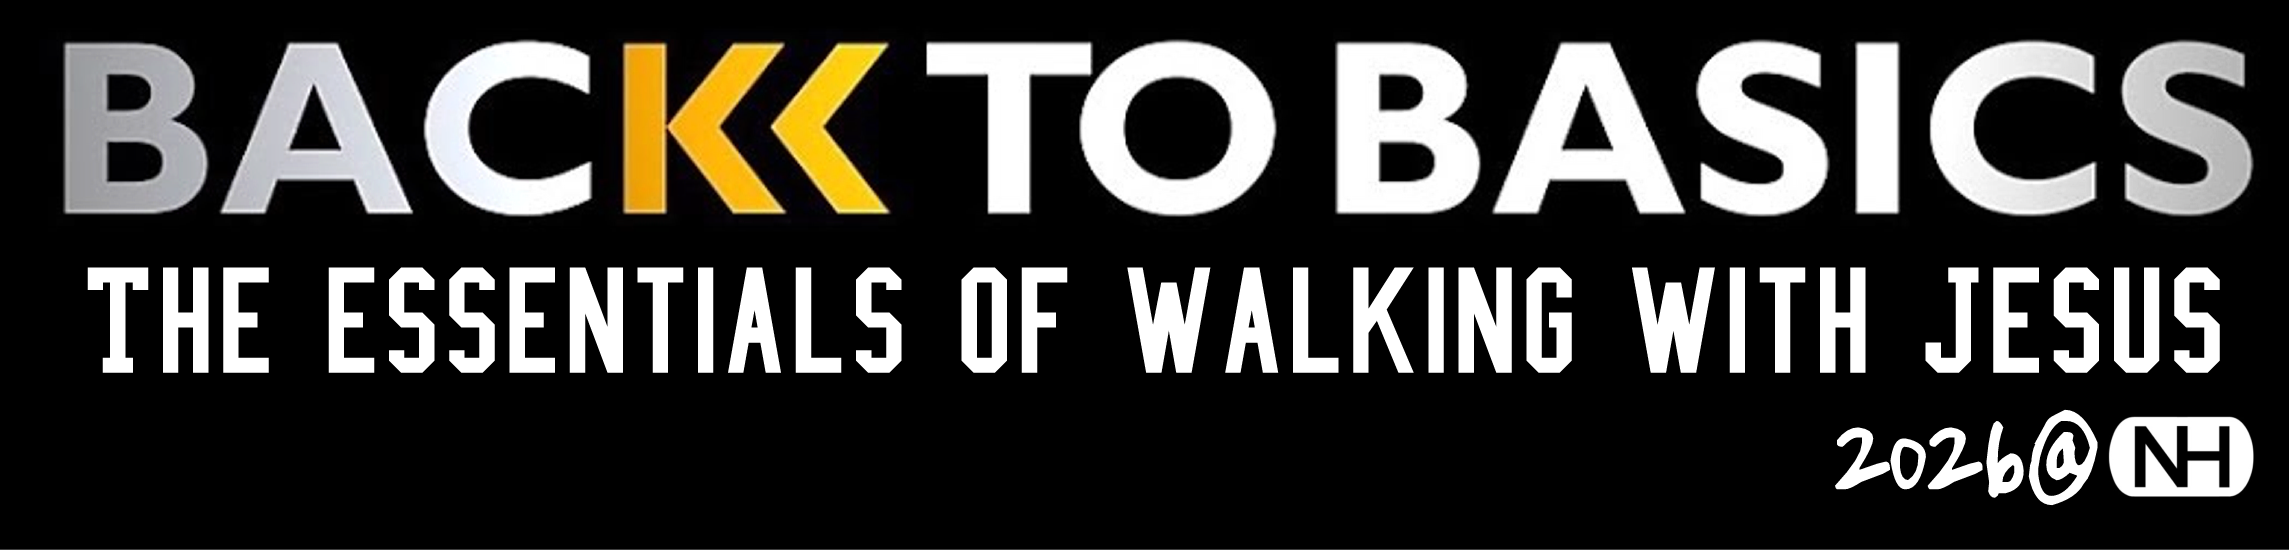 BACK TO BASICS
THE ESSENTIALS OF WALKING WITH JESUS
2026@ NH